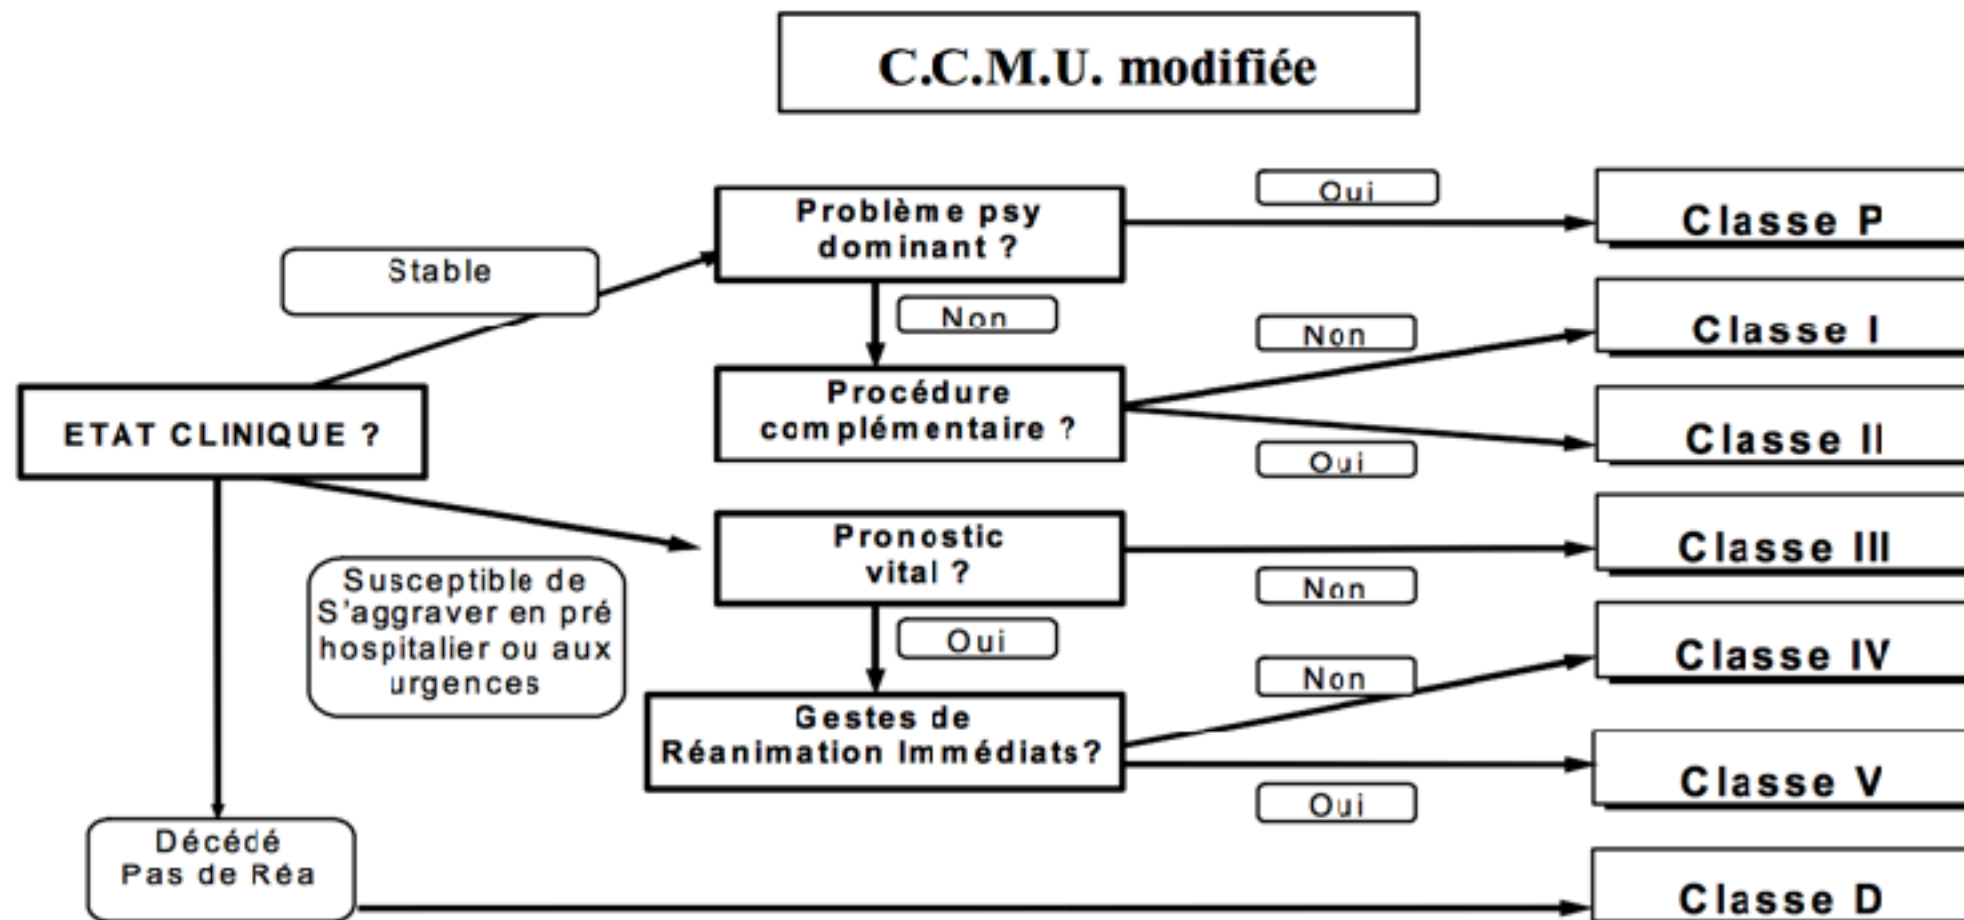 C.C.M.U. modifiée
Oui
Problème psy
dominant ?
Classe P
Stable
Non
Non
Classe I
Procédure
complémentaire ?
ETAT CLINIQUE ?
Classe II
Oui
Pronostic
vital ?
Classe III
Non
Susceptible de
S'aggraver en pré
hospitalier ou aux
urgences
Oui
Non
Classe IV
Gestes de
Réanimation Immédiats?
Classe V
Oui
Décédé
Pas de Réa
Classe D